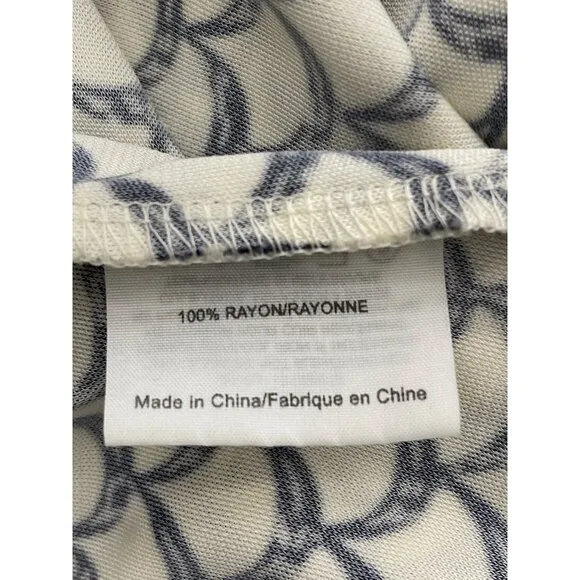 100% RAYON/RAYONNE
Made in China/Fabrique en Chine